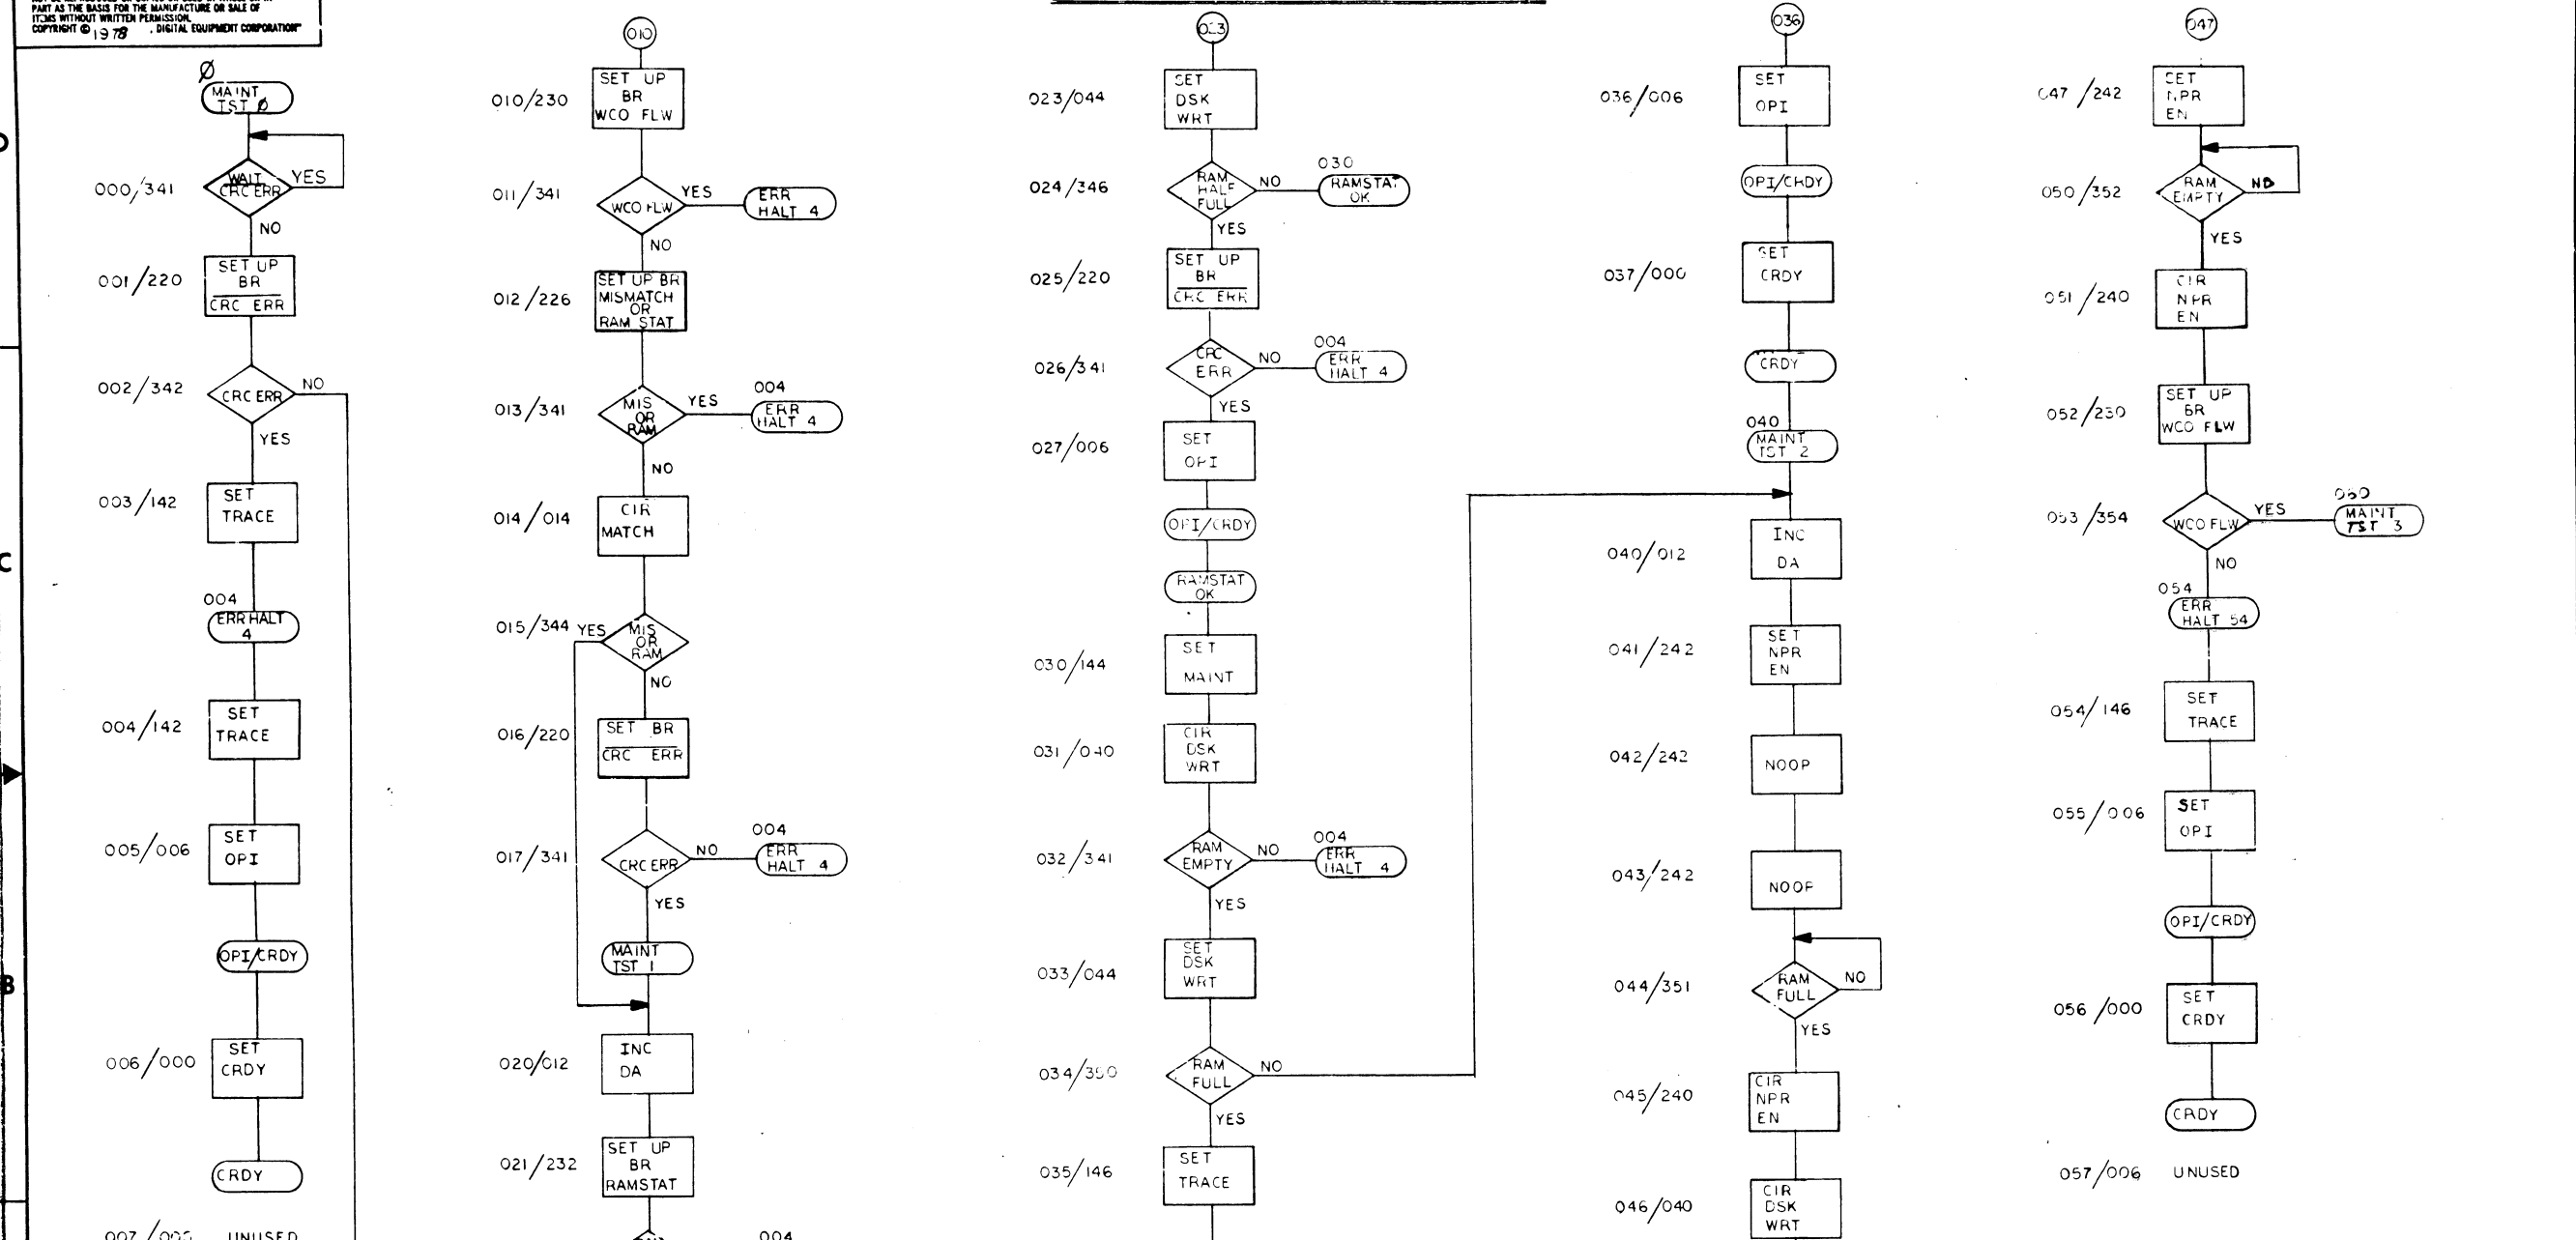 PART AS THE BASIS FOR THE MANUFACTURE OR SALE OF
ITEMS WITHOUT WRITTEN PERMISSION.
COPYRIGHT © 1978 , DIGITAL EQUIPMENT CORPORATION"
Ø
MAINT
TST Ø
000/341
WAIT
CRC ERR
YES
NO
001/220
SET UP
BR
CRC ERR
002/342
CRC ERR
NO
YES
003/142
SET
TRACE
004
ERR HALT
4
004/142
SET
TRACE
005/006
SET
OPI
OPI/CRDY
006/000
SET
CRDY
CRDY
UNUSED
010
010/230
SET UP
BR
WCO FLW
011/341
WCO FLW
YES
ERR
HALT 4
NO
012/226
SET UP BR
MISMATCH
OR
RAM STAT
013/341
MIS
OR
RAM
YES
004
ERR
HALT 4
NO
014/014
CIR
MATCH
015/344
YES
MIS
OR
RAM
NO
016/220
SET BR
CRC ERR
017/341
CRC ERR
NO
004
ERR
HALT 4
YES
MAINT
TST 1
020/012
INC
DA
021/232
SET UP
BR
RAMSTAT
004
023
023/044
SET
DSK
WRT
024/346
RAM
HALF
FULL
NO
030
RAMSTAT
OK
YES
025/220
SET UP
BR
CRC ERR
026/341
CRC
ERR
NO
004
ERR
HALT 4
YES
027/006
SET
OPI
OPI/CRDY
RAMSTAT
OK
030/144
SET
MAINT
031/040
CIR
DSK
WRT
032/341
RAM
EMPTY
NO
004
ERR
HALT 4
YES
033/044
SET
DSK
WRT
034/350
RAM
FULL
NO
YES
035/146
SET
TRACE
036
036/006
SET
OPI
OPI/CRDY
037/000
SET
CRDY
CRDY
040
MAINT
TST 2
040/012
INC
DA
041/242
SET
NPR
EN
042/242
NOOP
043/242
NOOP
044/351
RAM
FULL
NO
YES
045/240
CIR
NPR
EN
046/040
CIR
DSK
WRT
047
047/242
SET
NPR
EN
050/352
RAM
EMPTY
NO
YES
051/240
CIR
NPR
EN
052/230
SET UP
BR
WCO FLW
053/354
WCO FLW
YES
060
MAINT
TST 3
NO
054
ERR
HALT 54
054/146
SET
TRACE
055/006
SET
OPI
OPI/CRDY
056/000
SET
CRDY
CRDY
057/006 UNUSED